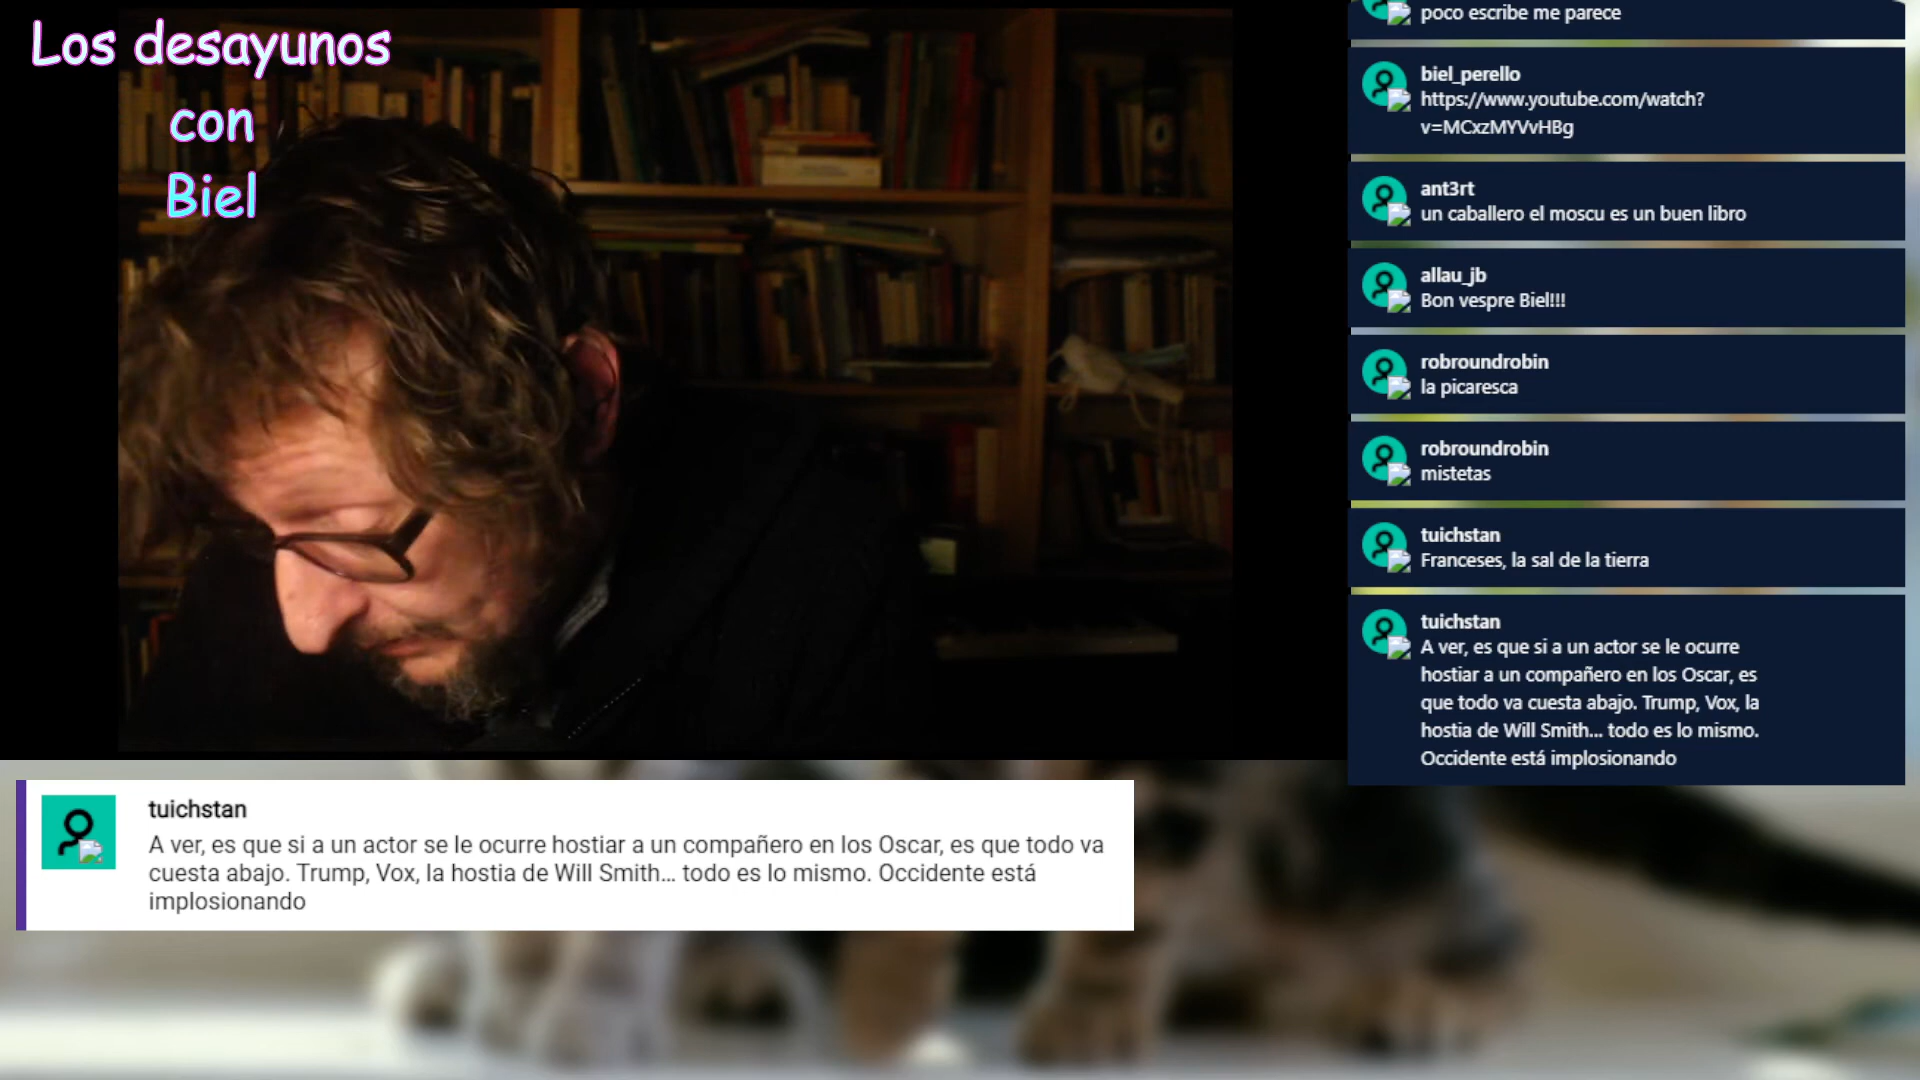 Los desayunos
con
Biel
poco escribe me parece
biel_perello
https://www.youtube.com/watch?
v=MCxzMYVvHBg
ant3rt
un caballero el moscu es un buen libro
allau_jb
Bon vespre Biel!!!
robroundrobin
la picaresca
robroundrobin
mistetas
tuichstan
Franceses, la sal de la tierra
tuichstan
A ver, es que si a un actor se le ocurre
hostiar a un compañero en los Oscar, es
que todo va cuesta abajo. Trump, Vox, la
hostia de Will Smith... todo es lo mismo.
Occidente está implosionando
tuichstan
A ver, es que si a un actor se le ocurre hostiar a un compañero en los Oscar, es que todo va
cuesta abajo. Trump, Vox, la hostia de Will Smith... todo es lo mismo. Occidente está
implosionando